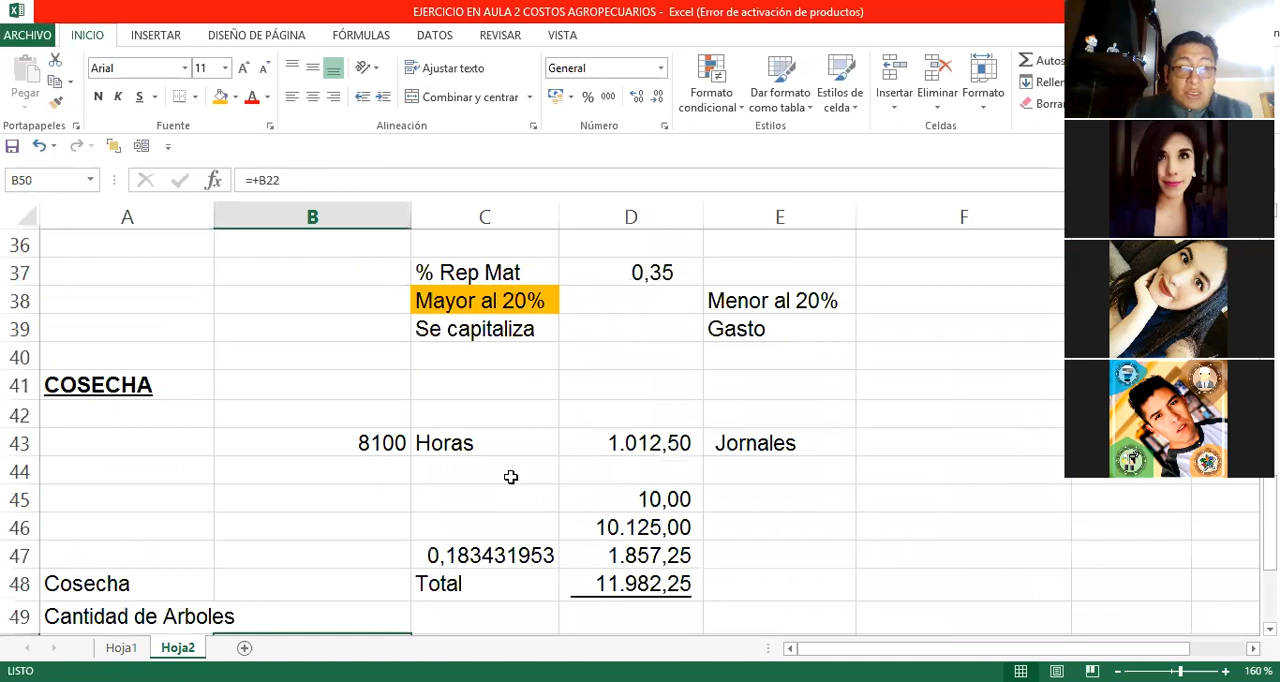 EJERCICIO EN AULA 2 COSTOS AGROPECUARIOS - Excel (Error de activación de productos)
ARCHIVO INICIO INSERTAR DISEÑO DE PÁGINA FÓRMULAS DATOS REVISAR VISTA
Pegar
Portapapeles
Arial 11
N K S
Fuente
Ajustar texto
Combinar y centrar
Alineación
General
% 000
Número
Formato condicional
Dar formato como tabla
Estilos de celda
Estilos
Insertar Eliminar Formato
Celdas
Autos
Rellen
Borra
B50 fx =+B22
A B C D E F
36
37 % Rep Mat 0,35
38 Mayor al 20% Menor al 20%
39 Se capitaliza Gasto
40
41 COSECHA
42
43 8100 Horas 1.012,50 Jornales
44
45 10,00
46 10.125,00
47 0,183431953 1.857,25
48 Cosecha Total 11.982,25
49 Cantidad de Arboles
Hoja1 Hoja2
LISTO 160 %